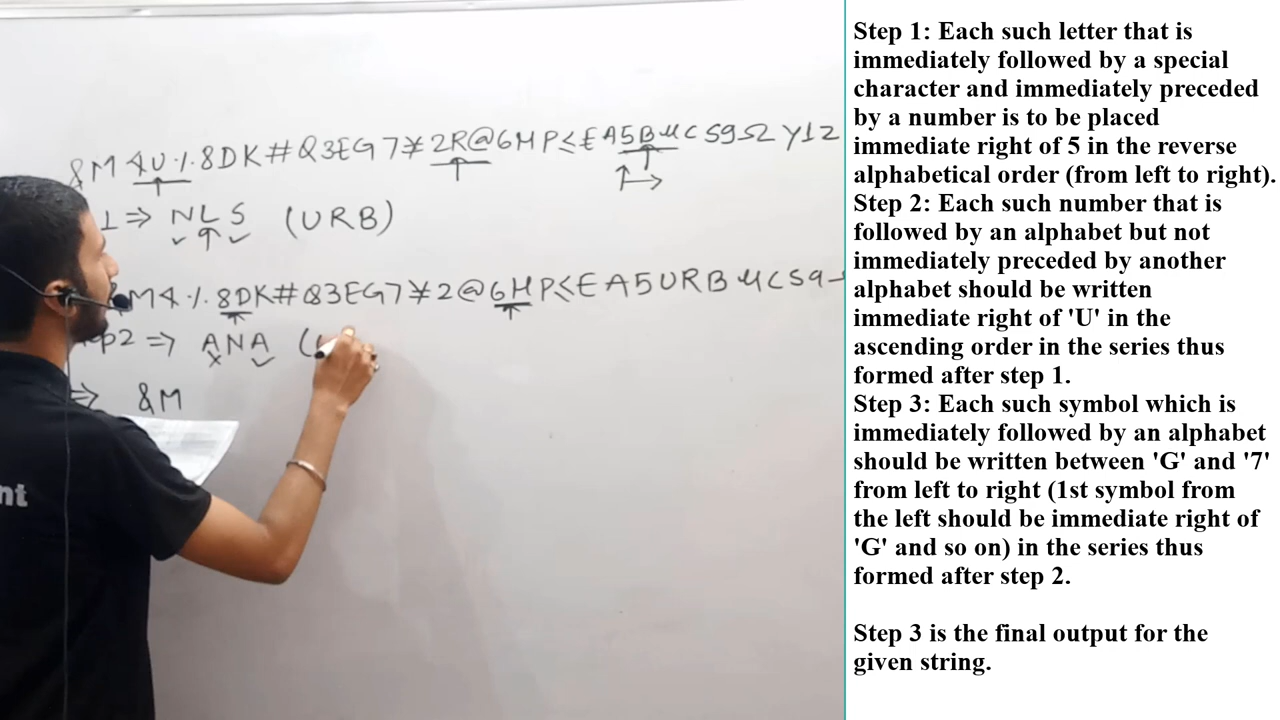 &M4U%8DK#Q3EG7¥2R@6HP≤EA5BμCS9ΩY12
1 ⇒ NLS (URB)
M4%8DK#Q3EG7¥2@6HP≤EA5URBμCS9
p2 ⇒ ANA (
⇒ &M
nt
Step 1: Each such letter that is
immediately followed by a special
character and immediately preceded
by a number is to be placed
immediate right of 5 in the reverse
alphabetical order (from left to right).
Step 2: Each such number that is
followed by an alphabet but not
immediately preceded by another
alphabet should be written
immediate right of 'U' in the
ascending order in the series thus
formed after step 1.
Step 3: Each such symbol which is
immediately followed by an alphabet
should be written between 'G' and '7'
from left to right (1st symbol from
the left should be immediate right of
'G' and so on) in the series thus
formed after step 2.
Step 3 is the final output for the
given string.